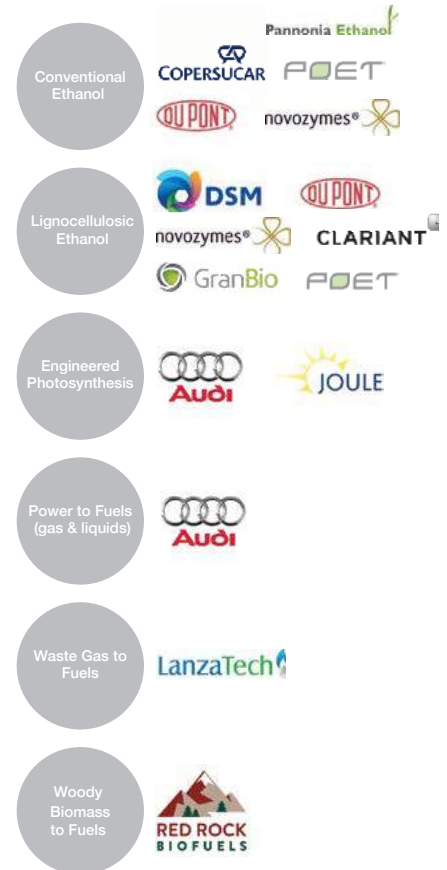 Conventional
Ethanol
Pannonia Ethanol
COPERSUCAR
POET
DUPONT
novozymes®
Lignocellulosic
Ethanol
DSM
DUPONT
novozymes®
CLARIANT
GranBio
POET
Engineered
Photosynthesis
Audi
JOULE
Power to Fuels
(gas & liquids)
Audi
Waste Gas to
Fuels
LanzaTech
Woody
Biomass
to Fuels
RED ROCK
BIOFUELS